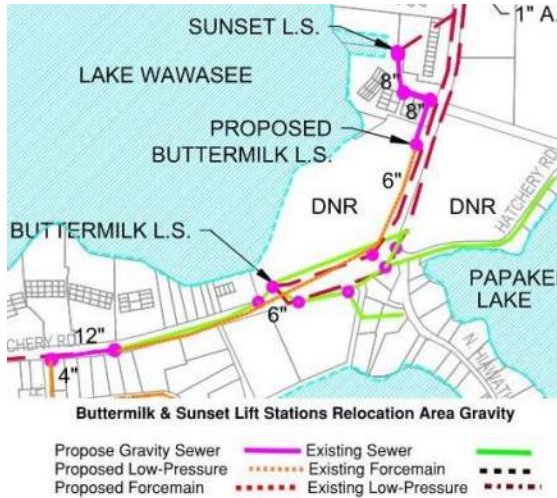 1" A.
SUNSET L.S.
LAKE WAWASEE
8"
8"
PROPOSED
BUTTERMILK L.S.
6"
DNR
DNR
HATCHERY RD
BUTTERMILK L.S.
PAPAKE
LAKE
6"
CHERY RD
12"
4"
N. HIAWATH
Buttermilk & Sunset Lift Stations Relocation Area Gravity
Propose Gravity Sewer Existing Sewer
Proposed Low-Pressure Existing Forcemain
Proposed Forcemain Existing Low-Pressure